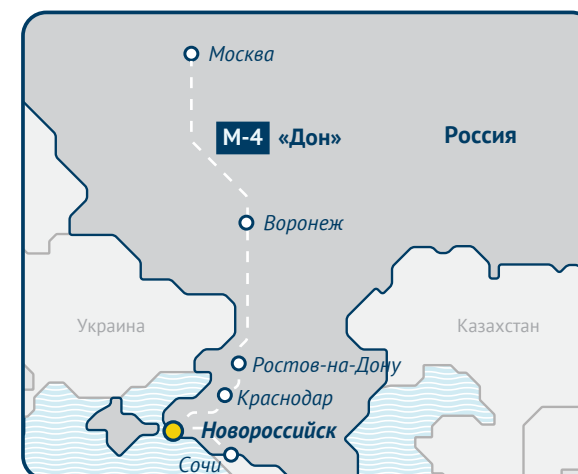 Москва
М-4 «Дон»
Россия
Воронеж
Украина
Казахстан
Ростов-на-Дону
Краснодар
Новороссийск
Сочи